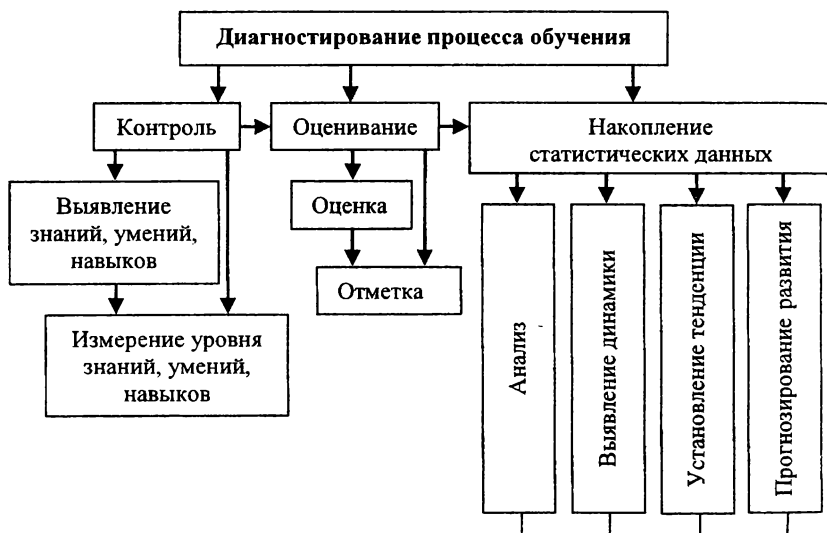 Диагностирование процесса обучения
Контроль
Оценивание
Накопление
статистических данных
Выявление
знаний, умений,
навыков
Оценка
Отметка
Измерение уровня
знаний, умений,
навыков
Анализ
Выявление динамики
Установление тенденции
Прогнозирование развития